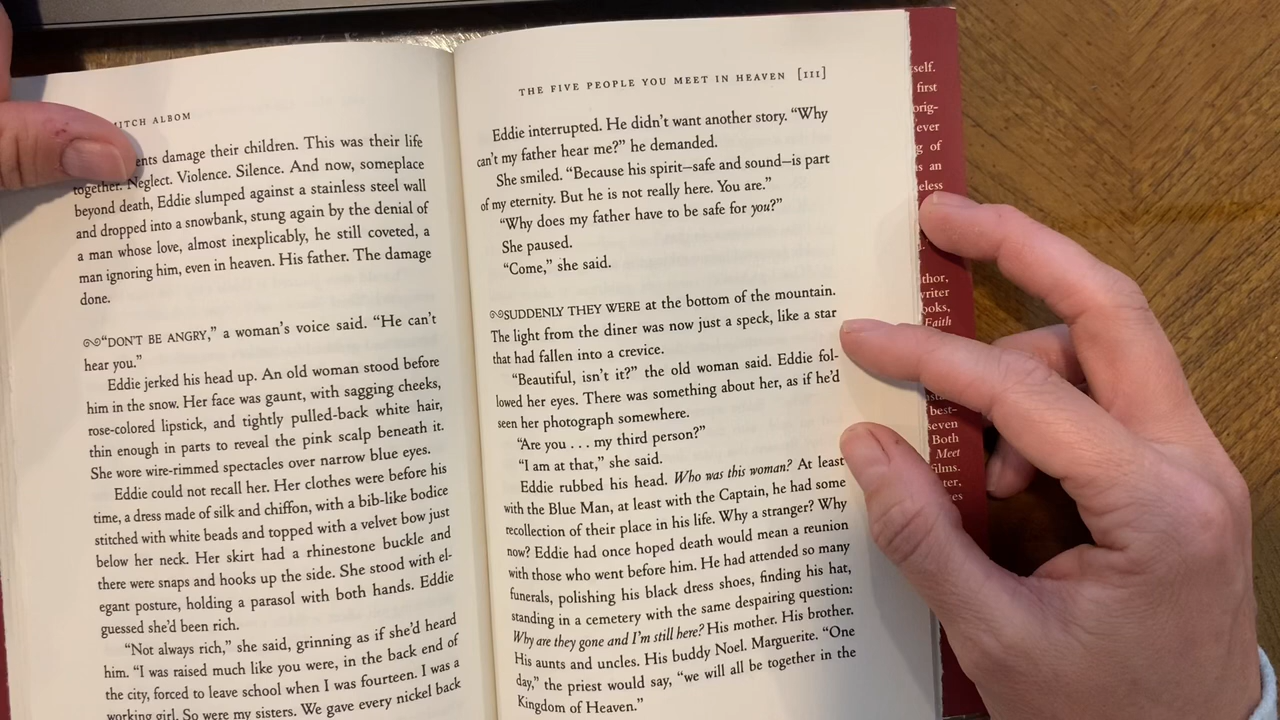 MITCH ALBOM
ents damage their children. This was their life
together. Neglect. Violence. Silence. And now, someplace
beyond death, Eddie slumped against a stainless steel wall
and dropped into a snowbank, stung again by the denial of
a man whose love, almost inexplicably, he still coveted, a
man ignoring him, even in heaven. His father. The damage
done.
“DON’T BE ANGRY,” a woman’s voice said. “He can’t
hear you.”
Eddie jerked his head up. An old woman stood before
him in the snow. Her face was gaunt, with sagging cheeks,
rose-colored lipstick, and tightly pulled-back white hair,
thin enough in parts to reveal the pink scalp beneath it.
She wore wire-rimmed spectacles over narrow blue eyes.
Eddie could not recall her. Her clothes were before his
time, a dress made of silk and chiffon, with a bib-like bodice
stitched with white beads and topped with a velvet bow just
below her neck. Her skirt had a rhinestone buckle and
there were snaps and hooks up the side. She stood with el-
egant posture, holding a parasol with both hands. Eddie
guessed she’d been rich.
“Not always rich,” she said, grinning as if she’d heard
him. “I was raised much like you were, in the back end of
the city, forced to leave school when I was fourteen. I was a
working girl. So were my sisters. We gave every nickel back
THE FIVE PEOPLE YOU MEET IN HEAVEN [111]
Eddie interrupted. He didn’t want another story. “Why
can’t my father hear me?” he demanded.
She smiled. “Because his spirit—safe and sound—is part
of my eternity. But he is not really here. You are.”
“Why does my father have to be safe for you?”
She paused.
“Come,” she said.
SUDDENLY THEY WERE at the bottom of the mountain.
The light from the diner was now just a speck, like a star
that had fallen into a crevice.
“Beautiful, isn’t it?” the old woman said. Eddie fol-
lowed her eyes. There was something about her, as if he’d
seen her photograph somewhere.
“Are you . . . my third person?”
“I am at that,” she said.
Eddie rubbed his head. Who was this woman? At least
with the Blue Man, at least with the Captain, he had some
recollection of their place in his life. Why a stranger? Why
now? Eddie had once hoped death would mean a reunion
with those who went before him. He had attended so many
funerals, polishing his black dress shoes, finding his hat,
standing in a cemetery with the same despairing question:
Why are they gone and I’m still here? His mother. His brother.
His aunts and uncles. His buddy Noel. Marguerite. “One
day,” the priest would say, “we will all be together in the
Kingdom of Heaven.”
self.
first
orig-
ever
g of
is an
eless
thor,
writer
ooks,
Faith
best-
seven
Both
Meet
films.
ter,
es